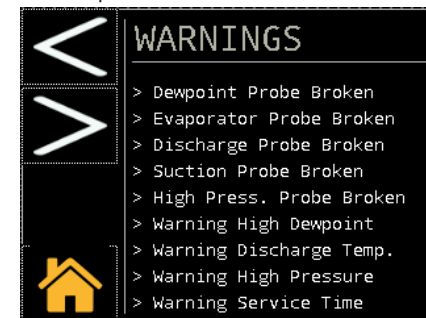 WARNINGS
> Dewpoint Probe Broken
> Evaporator Probe Broken
> Discharge Probe Broken
> Suction Probe Broken
> High Press. Probe Broken
> Warning High Dewpoint
> Warning Discharge Temp.
> Warning High Pressure
> Warning Service Time